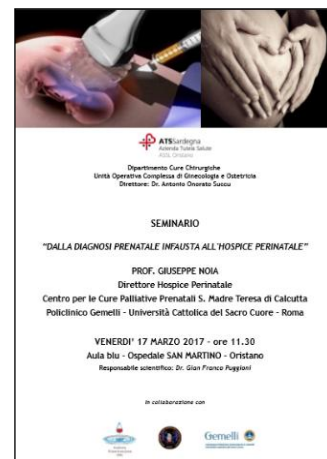 ATSSardegna
Azienda Tutela Salute
ASSL Oristano
Dipartimento Cure Chirurgiche
Unità Operativa Complessa di Ginecologia e Ostetricia
Direttore: Dr. Antonio Onorato Succu
SEMINARIO
"DALLA DIAGNOSI PRENATALE INFAUSTA ALL'HOSPICE PERINATALE"
PROF. GIUSEPPE NOIA
Direttore Hospice Perinatale
Centro per le Cure Palliative Prenatali S. Madre Teresa di Calcutta
Policlinico Gemelli - Università Cattolica del Sacro Cuore - Roma
VENERDI' 17 MARZO 2017 - ore 11.30
Aula blu - Ospedale SAN MARTINO - Oristano
Responsabile scientifico: Dr. Gian Franco Puggioni
In collaborazione con
Gemelli